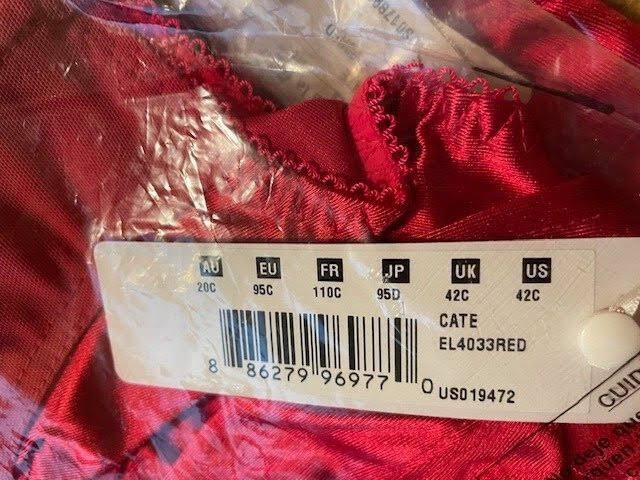 AU EU FR JP UK US
20C 95C 110C 95D 42C 42C
CATE
EL4033RED
8 86279 96977 0
US019472
GUID